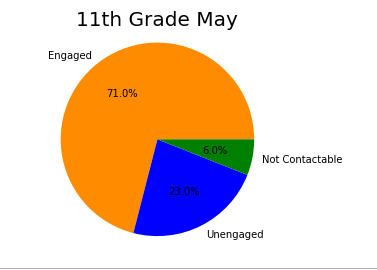 11th Grade May
Engaged
71.0%
6.0%
Not Contactable
23.0%
Unengaged